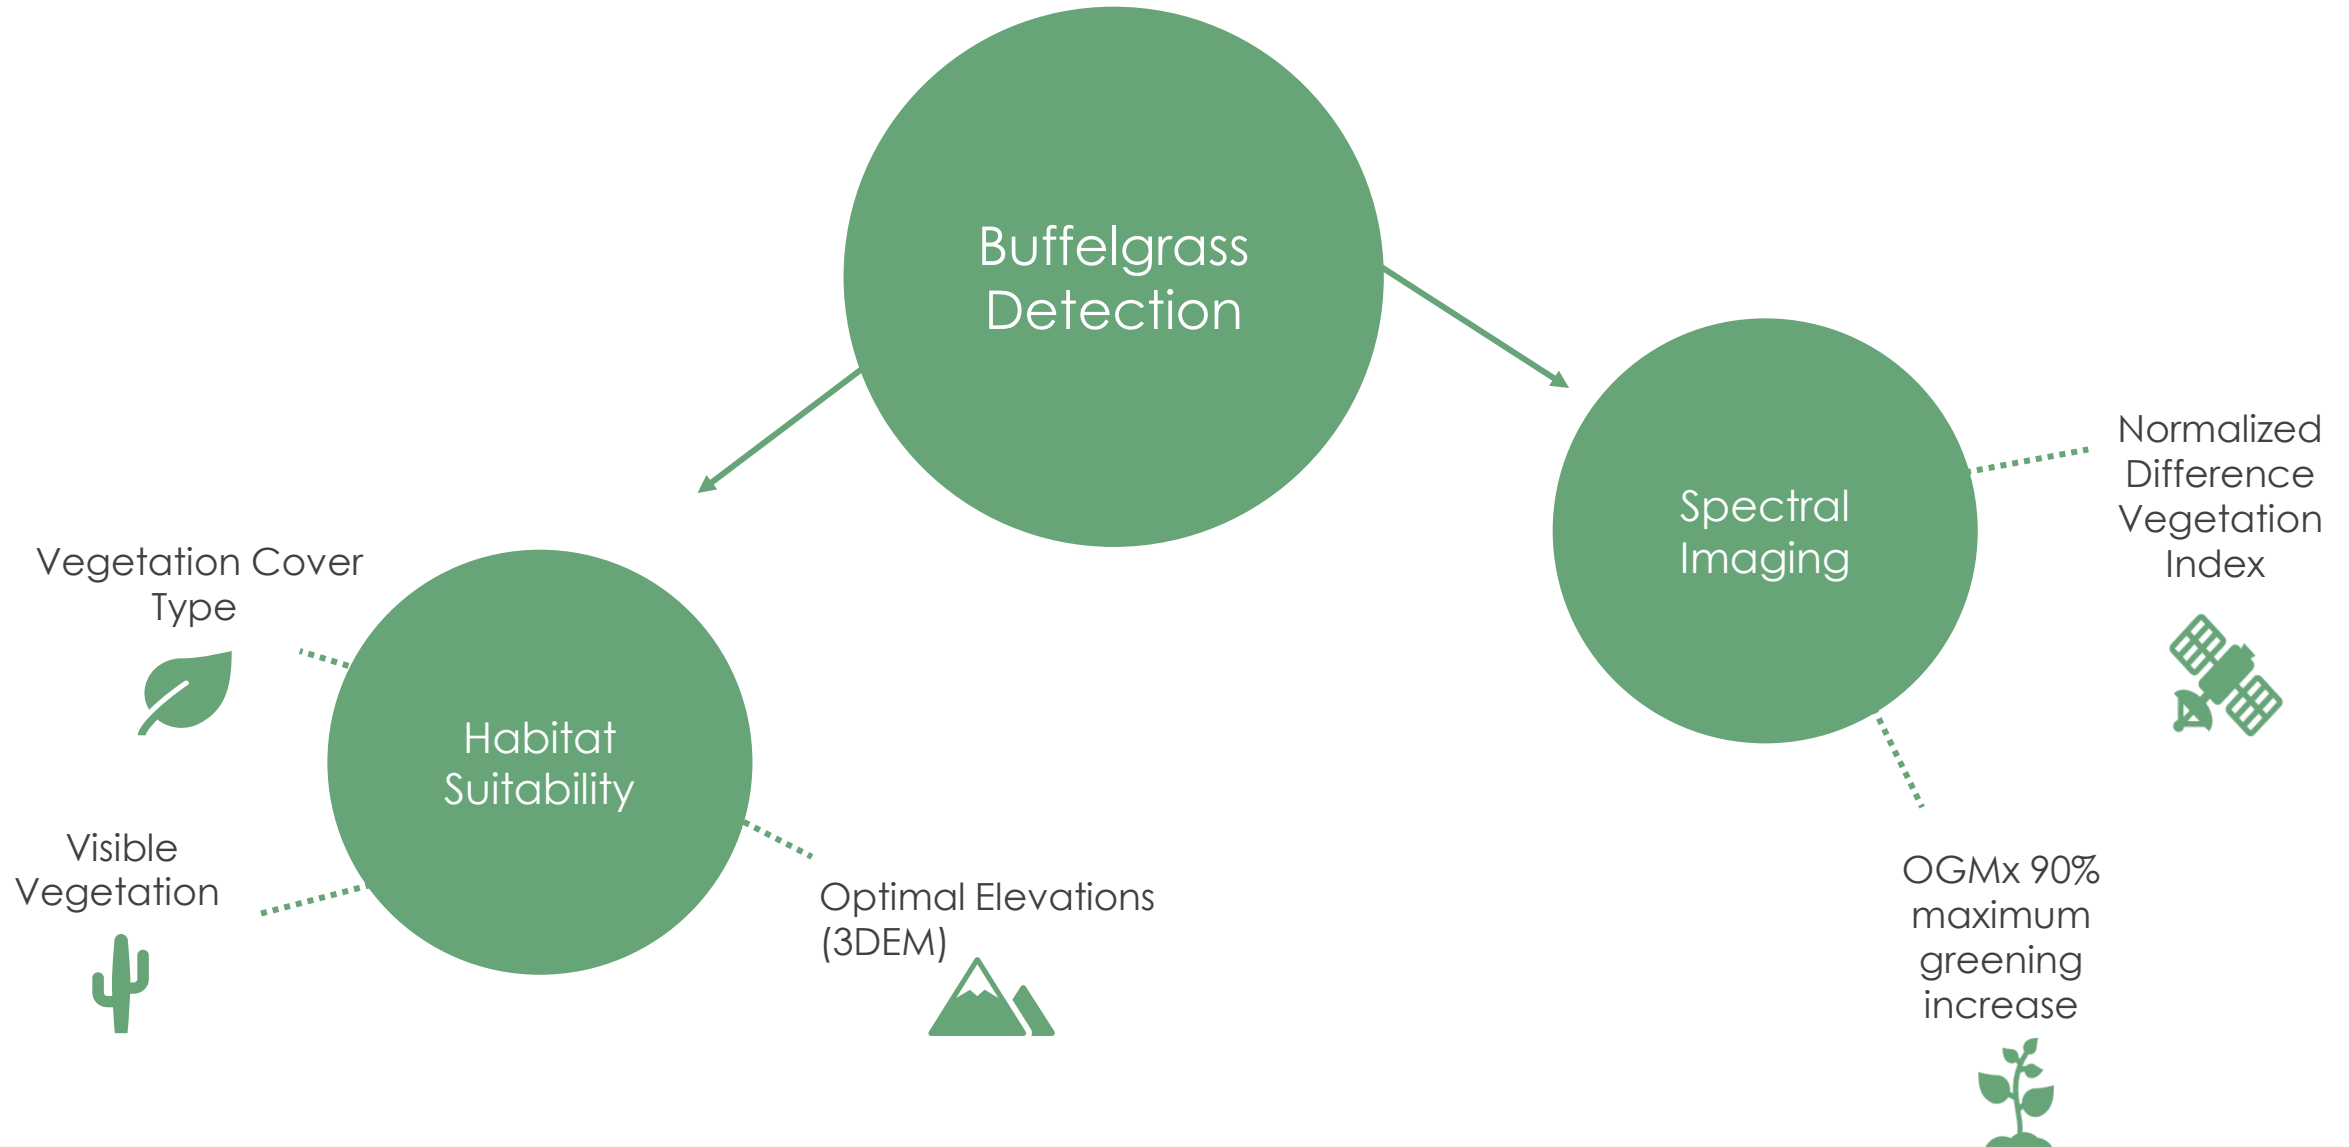 Buffelgrass
Detection
Spectral
Imaging
Normalized
Difference
Vegetation
Index
OGMx 90%
maximum
greening
increase
Habitat
Suitability
Vegetation Cover
Type
Visible
Vegetation
Optimal Elevations
(3DEM)